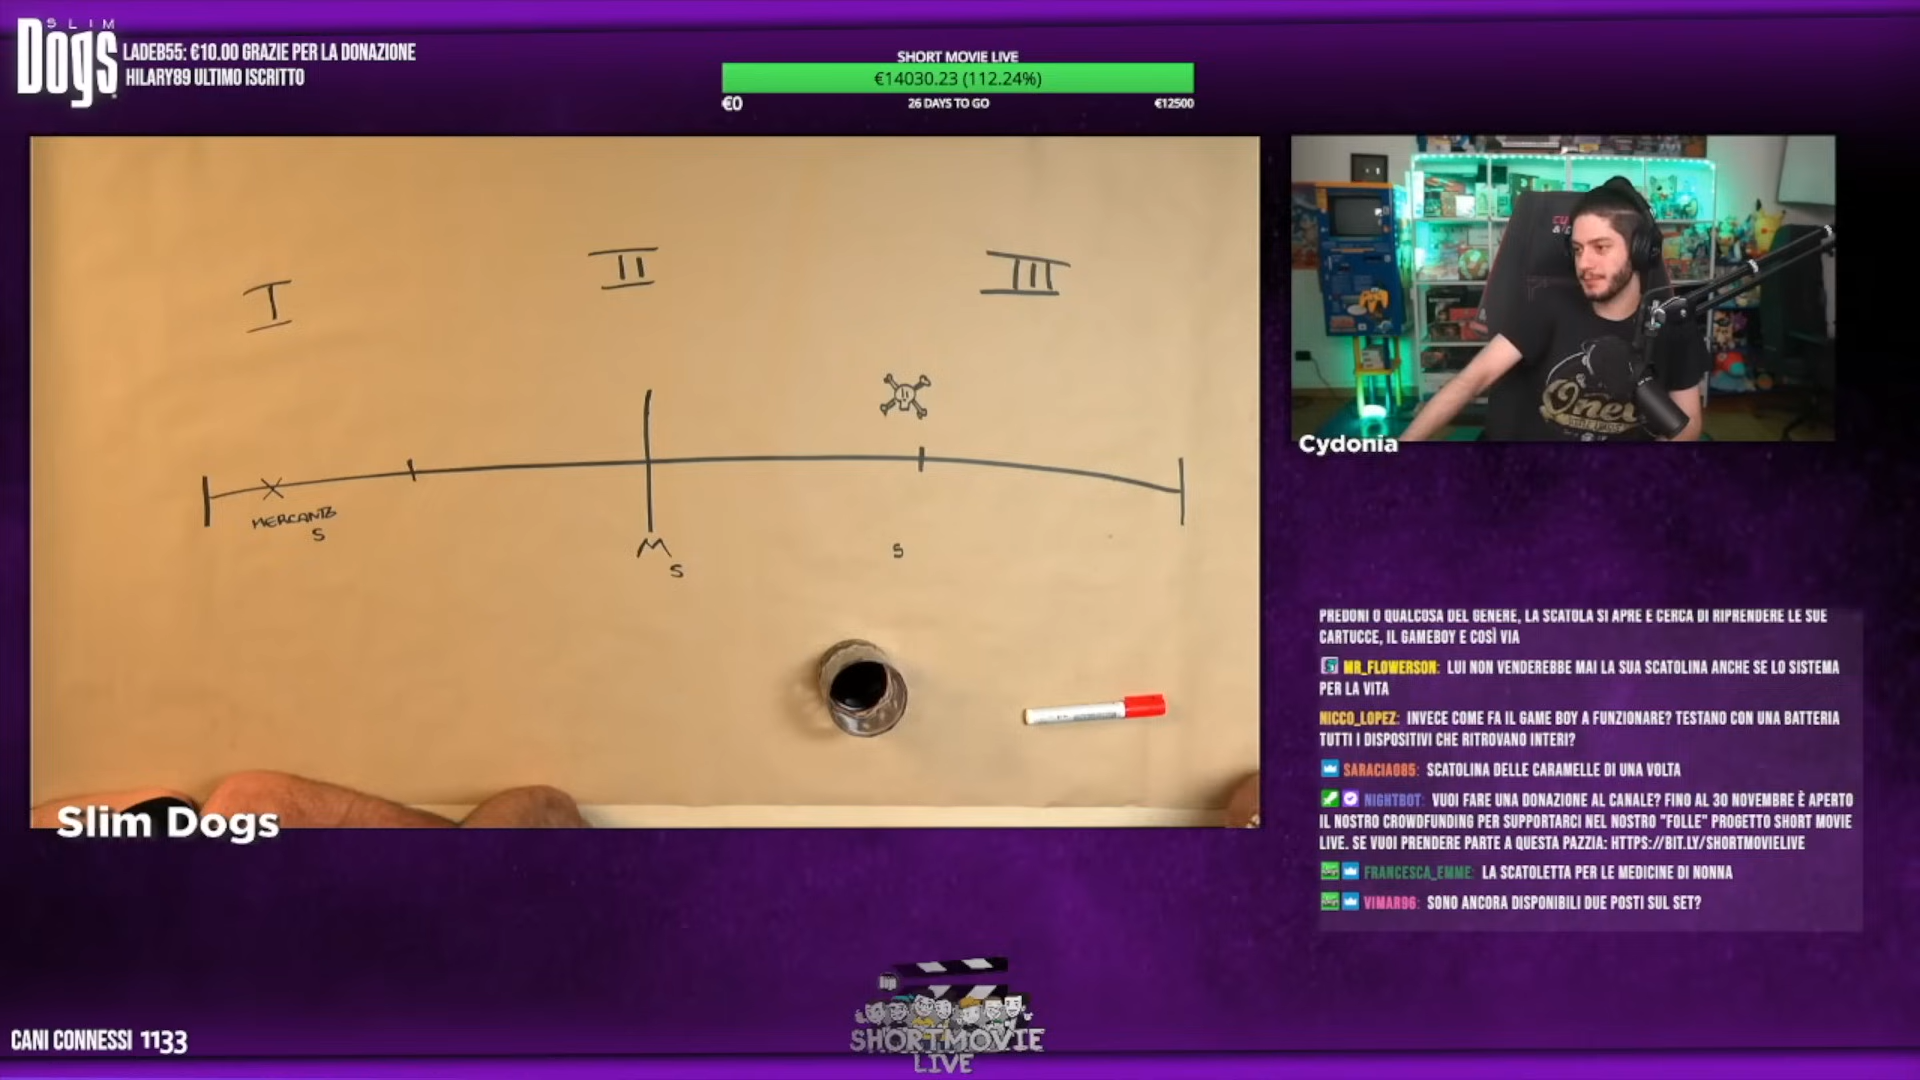 SLIM
Dogs
LADEB55: €10.00 GRAZIE PER LA DONAZIONE
HILARY89 ULTIMO ISCRITTO
SHORT MOVIE LIVE
€14030.23 (112.24%)
€0
26 DAYS TO GO
€12500
I
II
III
MERCANTE
S
M
S
S
Slim Dogs
Cydonia
PREDONI O QUALCOSA DEL GENERE, LA SCATOLA SI APRE E CERCA DI RIPRENDERE LE SUE
CARTUCCE, IL GAMEBOY E COSÌ VIA
MR_FLOWERSON: LUI NON VENDEREBBE MAI LA SUA SCATOLINA ANCHE SE LO SISTEMA
PER LA VITA
NICCO_LOPEZ: INVECE COME FA IL GAME BOY A FUNZIONARE? TESTANO CON UNA BATTERIA
TUTTI I DISPOSITIVI CHE RITROVANO INTERI?
SARACIAO85: SCATOLINA DELLE CARAMELLE DI UNA VOLTA
NIGHTBOT: VUOI FARE UNA DONAZIONE AL CANALE? FINO AL 30 NOVEMBRE È APERTO
IL NOSTRO CROWDFUNDING PER SUPPORTARCI NEL NOSTRO "FOLLE" PROGETTO SHORT MOVIE
LIVE. SE VUOI PRENDERE PARTE A QUESTA PAZZIA: HTTPS://BIT.LY/SHORTMOVIELIVE
FRANCESCA_EMME: LA SCATOLETTA PER LE MEDICINE DI NONNA
VIMAR96: SONO ANCORA DISPONIBILI DUE POSTI SUL SET?
SHORTMOVIE
LIVE
CANI CONNESSI 1133